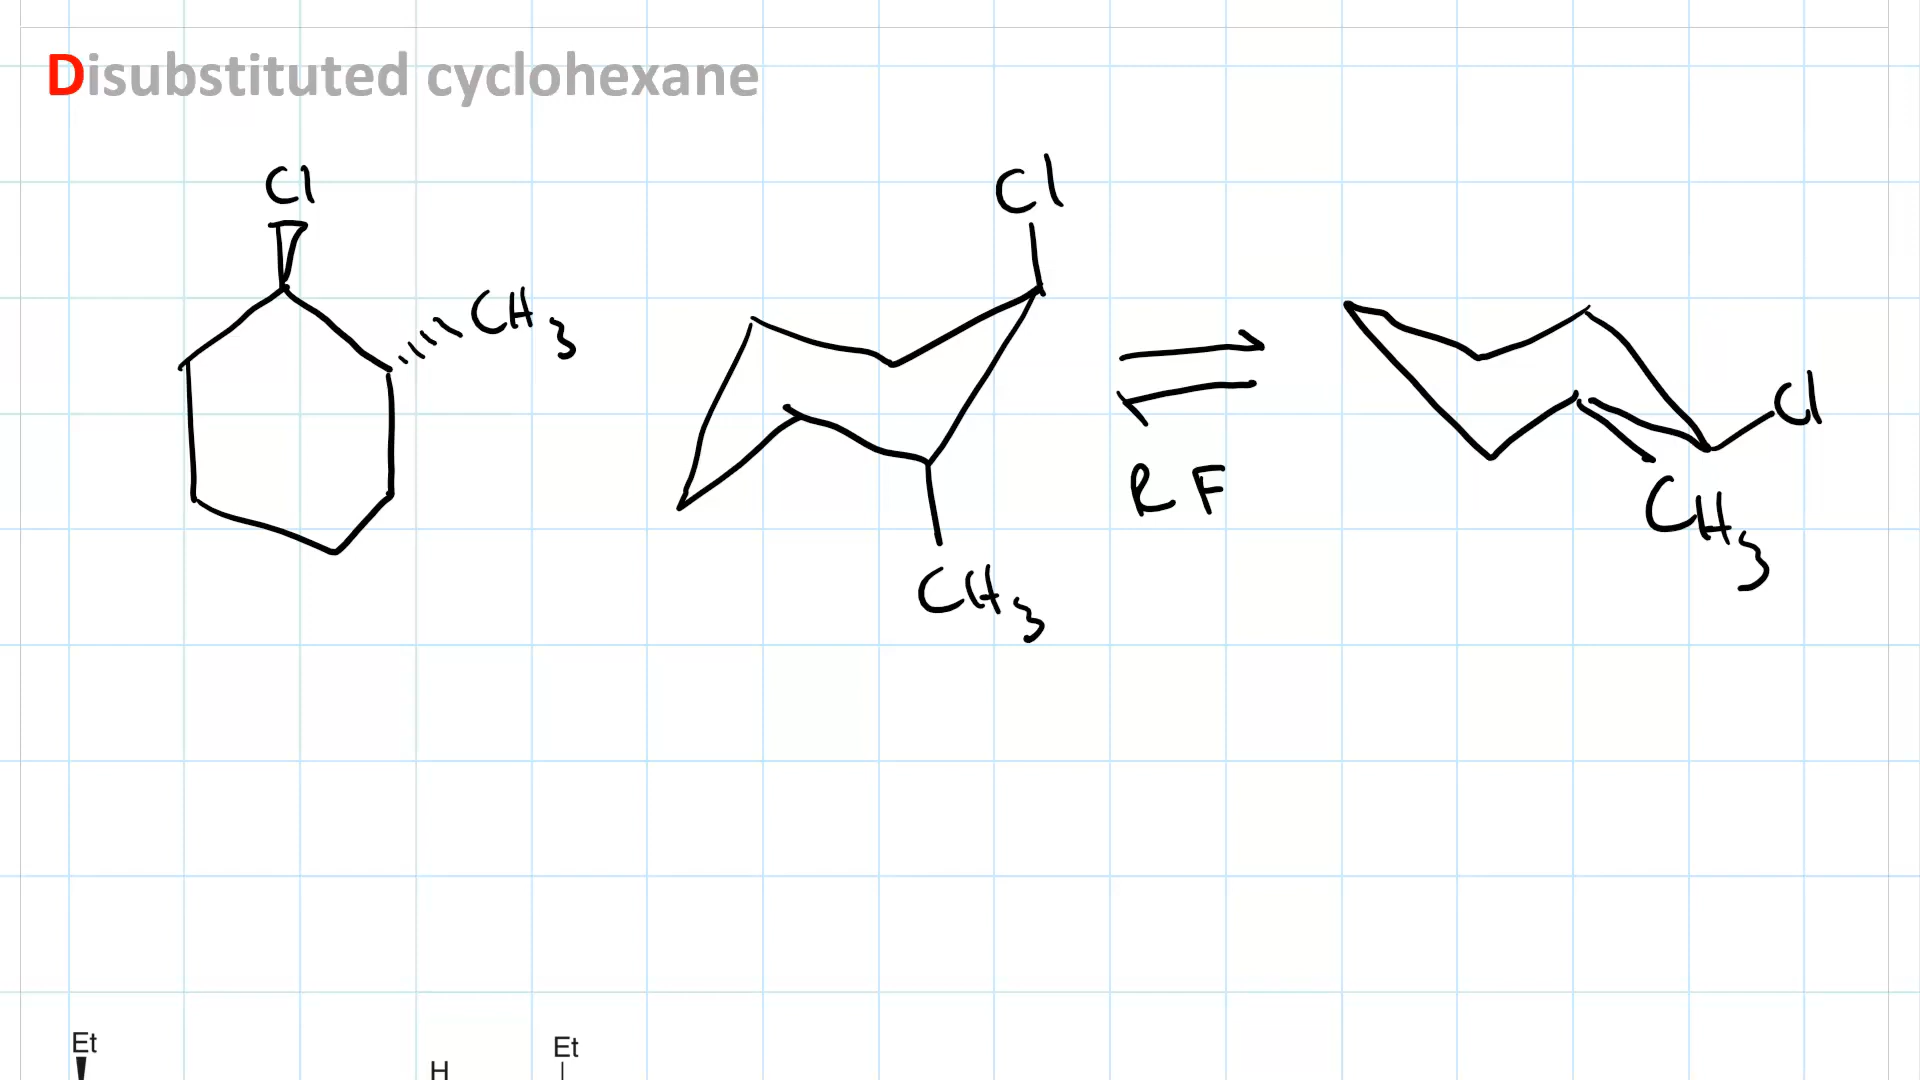 Disubstituted cyclohexane
Cl
CH3
Cl
CH3
RF
Cl
CH3
Et
H
Et